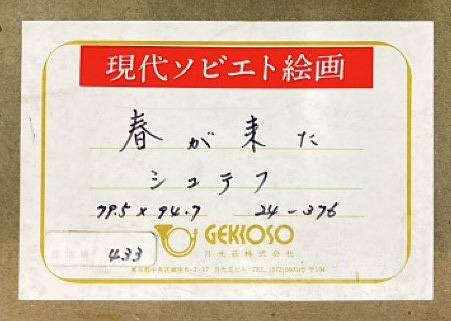 現代ソビエト絵画
春が来た
シュテフ
79.5 x 94.7 24-376
GEKKOSO
月光荘株式会社
433